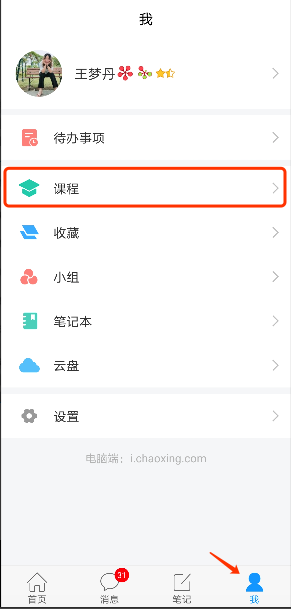 我
王梦丹
待办事项
课程
收藏
小组
笔记本
云盘
设置
电脑端：i.chaoxing.com
31
首页
消息
笔记
我